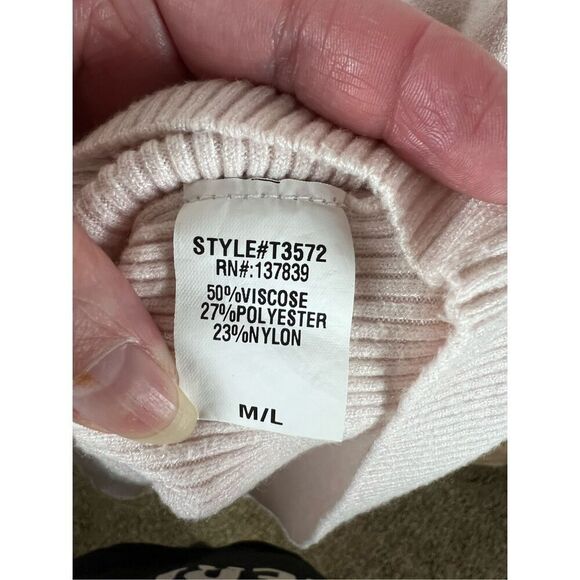 STYLE#T3572
RN#:137839
50%VISCOSE
27%POLYESTER
23%NYLON
M/L